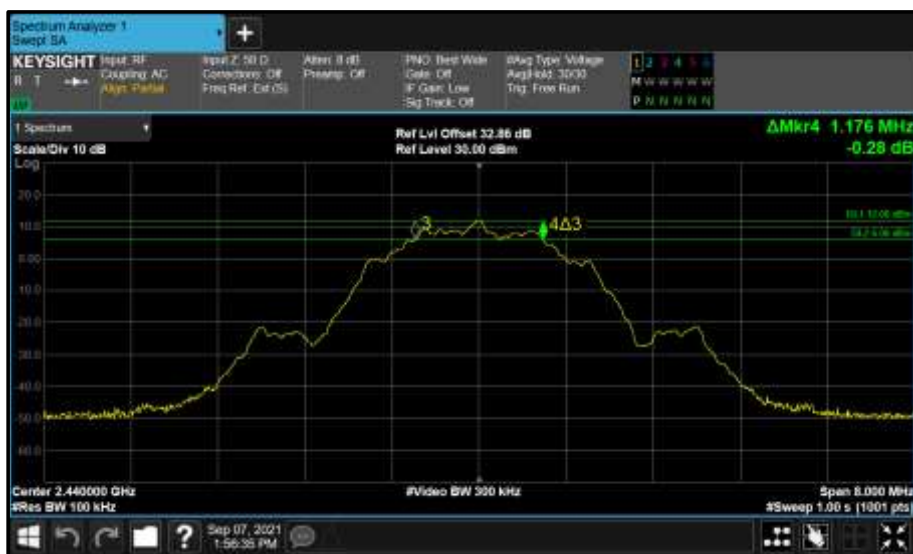 Spectrum Analyzer 1
Swept SA
+
KEYSIGHT
R T
Input: RF
Coupling: AC
Align: Partial
Input Z: 50 Ω
Corrections: Off
Freq Ref: Ext (S)
Atten: 8 dB
Preamp: Off
PNO: Best Wide
Gate: Off
IF Gain: Low
Sig Track: Off
#Avg Type: Voltage
Avg|Hold: 30/30
Trig: Free Run
1 2 3 4 5 6
M W W W W W
P N N N N N
1 Spectrum
Scale/Div 10 dB
Log
Ref Lvl Offset 32.86 dB
Ref Level 30.00 dBm
ΔMkr4 1.176 MHz
-0.28 dB
20.0
10.0
0.00
-10.0
-20.0
-30.0
-40.0
-50.0
-60.0
3
4Δ3
Center 2.440000 GHz
#Res BW 100 kHz
#Video BW 300 kHz
Span 8.000 MHz
#Sweep 1.00 s (1001 pts)
?
Sep 07, 2021
1:56:35 PM